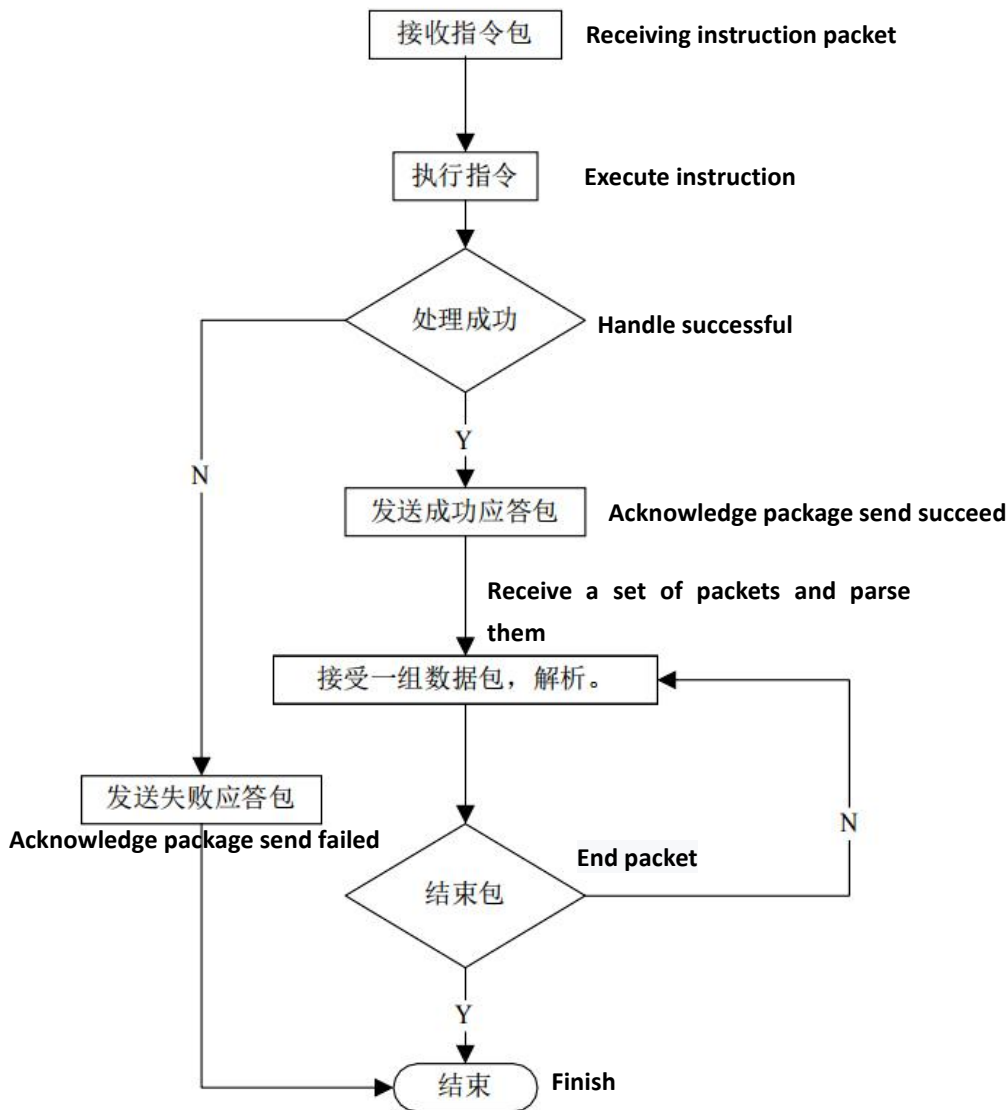 接收指令包 Receiving instruction packet
执行指令 Execute instruction
处理成功 Handle successful
N
Y
发送成功应答包 Acknowledge package send succeed
Receive a set of packets and parse
them
接受一组数据包，解析。
发送失败应答包
Acknowledge package send failed
N
End packet
结束包
Y
结束 Finish